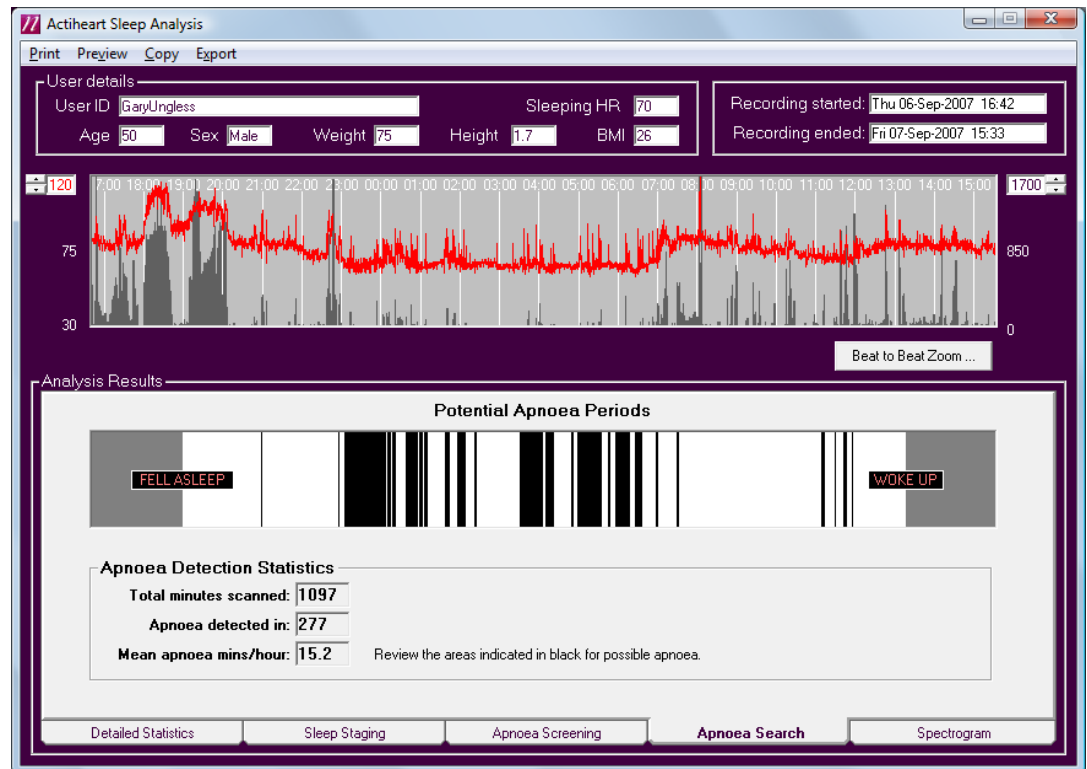 Actiheart Sleep Analysis
Print Preview Copy Export
User details
User ID GaryUngless Sleeping HR 70
Age 50 Sex Male Weight 75 Height 1.7 BMI 26
Recording started: Thu 06-Sep-2007 16:42
Recording ended: Fri 07-Sep-2007 15:33
120 17:00 18:00 19:00 20:00 21:00 22:00 23:00 00:00 01:00 02:00 03:00 04:00 05:00 06:00 07:00 08:00 09:00 10:00 11:00 12:00 13:00 14:00 15:00 1700
75 850
30 0
Beat to Beat Zoom ...
Analysis Results
Potential Apnoea Periods
FELL ASLEEP WOKE UP
Apnoea Detection Statistics
Total minutes scanned: 1097
Apnoea detected in: 277
Mean apnoea mins/hour: 15.2 Review the areas indicated in black for possible apnoea.
Detailed Statistics Sleep Staging Apnoea Screening Apnoea Search Spectrogram